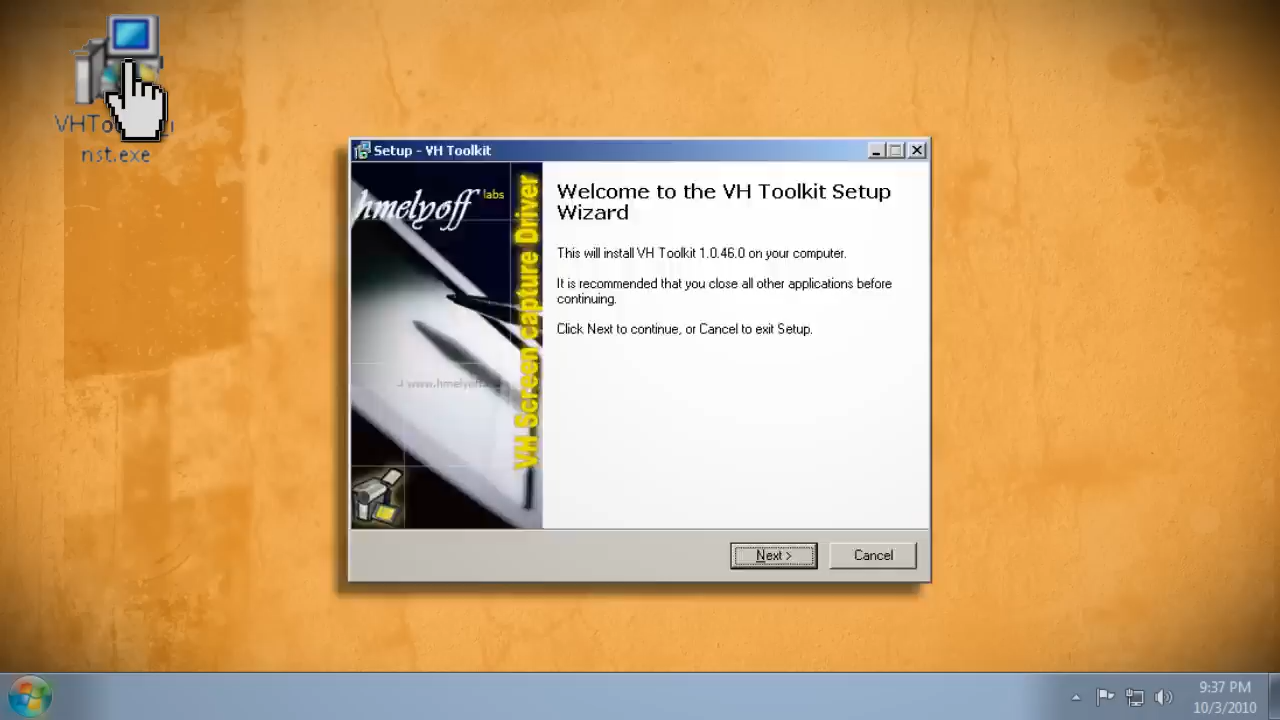 nst.exe
Setup - VH Toolkit
hmelyoff labs
VH Screen capture Driver
Welcome to the VH Toolkit Setup
Wizard
This will install VH Toolkit 1.0.46.0 on your computer.
It is recommended that you close all other applications before
continuing.
Click Next to continue, or Cancel to exit Setup.
Next >
Cancel
9:37 PM
10/3/2010